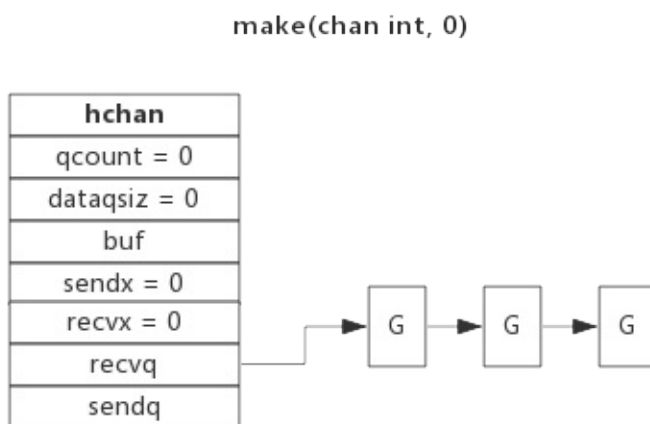 make(chan int, 0)
hchan
qcount = 0
dataqsiz = 0
buf
sendx = 0
recvx = 0
recvq
sendq
G
G
G